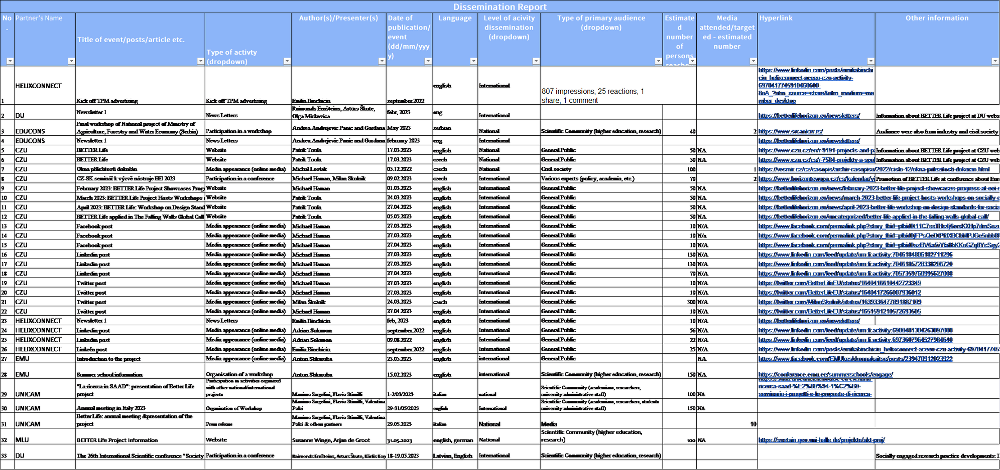 Dissemination Report
No. Partner's Name Title of event/posts/article etc. Type of activty (dropdown) Author(s)/Presenter(s) Date of publication/event (dd/mm/yyyy) Language Level of acivity dissemination (dropdown) Type of primary audience (dropdown) Estimated number of persons Media attended/targeted - estimated number Hyperlink Other information
1 HELIXCONNECT Kick off TPM advertising Kick off TPM advertising Emilia Binchiciu september.2022 english International 807 impressions, 25 reactions, 1 share, 1 comment https://www.linkedin.com/posts/emiliabinchiciu_helixconnect-aceeu-czu-activity-6978417745910468608-8oA_?utm_source=share&utm_medium=member_desktop
2 DU Newsletter 1 News Letters Raimonds Ernšteins, Artūrs Škute, Olga Mickevica febr, 2023 eng International https://betterlifehorizon.eu/newsletters/ Information about BETTER Life project at DU webs
3 EDUCONS Final workshop of National project of Ministry of Agriculture, Forestry and Water Economy (Serbia) Participation in a workshop Andrea Andrejevic Panic and Gordana May 2023 serbian National Scientific Community (higher education, research) 40 2 https://www.srcanicrv.rs/ Audiance were also from industry and civil society
4 EDUCONS Newsletter 1 News Letters Andrea Andrejevic Panic and Gordana february 2023 eng International https://betterlifehorizon.eu/newsletters/
5 CZU BETTER Life Website Patrik Toula 17.03.2023 english National General Public 50 NA https://www.czu.cz/en/r-9191-projects-and-p Information about BETTER Life project at CZU web
6 CZU BETTER Life Website Patrik Toula 17.03.2023 czech National General Public 50 NA https://www.czu.cz/cs/r-7584-projekty-a-spol Information about BETTER Life project at CZU web
7 CZU Okna příležitosti dokořán Media appearance (online media) Michal Lostak 05.12.2022 czech National Civil society 100 1 https://vesmir.cz/cz/casopis/archiv-casopisu/2022/cislo-12/okna-prilezitosti-dokoran.html
8 CZU CZ-SK seminář k výzvě nástroje EEI 2023 Participation in a conference Michael Haman, Milan Skolnik 09.02.2023 czech International Various experts (policy, academia, etc.) 70 2 https://www.horizontevropa.cz/cs/kalendar/y Promotion of BETTER Life at conference about Eur
9 CZU February 2023: BETTER Life Project Showcases Prog Website Michael Haman 01.03.2023 english International General Public 50 NA https://betterlifehorizon.eu/news/february-2023-better-life-project-showcases-progress-at-eei-s
10 CZU March 2023: BETTER Life Project Hosts Workshops Website Patrik Toula 24.03.2023 english International General Public 50 NA https://betterlifehorizon.eu/news/march-2023-better-life-project-hosts-workshops-on-socially-e
11 CZU April 2023: BETTER Life: Workshop on Design Stand Website Patrik Toula 27.04.2023 english International General Public 50 NA https://betterlifehorizon.eu/news/april-2023-better-life-workshop-on-design-standards-for-socia
12 CZU BETTER Life applied in The Falling Walls Global Call Website Patrik Toula 05.05.2023 english International General Public 50 NA https://betterlifehorizon.eu/uncategorized/better-life-applied-in-the-falling-walls-global-call/
13 CZU Facebook post Media appearance (online media) Michael Haman 27.03.2023 english International General Public 10 N/A
14 CZU Facebook post Media appearance (online media) Michael Haman 27.03.2023 english International General Public 10 N/a
15 CZU Facebook post Media appearance (online media) Michael Haman 27.04.2023 english International General Public 10 N/A
16 CZU Linkedin post Media appearance (online media) Michael Haman 27.03.2023 english International General Public 130 N/A https://www.linkedin.com/feed/update/urn:li:activity:7046184806182711296
17 CZU Linkedin post Media appearance (online media) Michael Haman 27.03.2023 english International General Public 130 N/A https://www.linkedin.com/feed/update/urn:li:activity:7046185728338206720
18 CZU Linkedin post Media appearance (online media) Michael Haman 27.04.2023 english International General Public 70 N/A https://www.linkedin.com/feed/update/urn:li:activity:7057359760995627008
19 CZU Twitter post Media appearance (online media) Michael Haman 27.03.2023 english International General Public 10 N/A https://twitter.com/BetterLifeEU/status/1640416610442723349
20 CZU Twitter post Media appearance (online media) Michael Haman 27.03.2023 english International General Public 10 N/A https://twitter.com/BetterLifeEU/status/1640417266087936012
21 CZU Twitter post Media appearance (online media) Milan Školnik 24.03.2023 czech International General Public 300 N/A https://twitter.com/MilanSkolnik/status/1639336477891887109
22 CZU Twitter post Media appearance (online media) Michael Haman 27.04.2023 english International General Public 10 N/A https://twitter.com/BetterLifeEU/status/1651591210572693505
23 HELIXCONNECT Newsletter 1 News Letters Emilia Binchiciu feb, 2023 english International General Public 10 N/A https://betterlifehorizon.eu/newsletters/
24 HELIXCONNECT Linkedin post Media appearance (online media) Adrian Solomon september.2022 english International General Public 56 N/A https://www.linkedin.com/feed/update/urn:li:activity:6980481384263897088
25 HELIXCONNECT Linkedin post Media appearance (online media) Adrian Solomon 09.08.2022 english International General Public 22 N/A https://www.linkedin.com/feed/update/urn:li:activity:6973607964527984640
26 HELIXCONNECT LinkeIn post Media appearance (online media) Emilia Binchiciu september.2022 english International General Public 25 N/A https://www.linkedin.com/posts/emiliabinchiciu_helixconnect-aceeu-czu-activity-69784177459
27 EMU Introduction to the project Media appearance (online media) Anton Shkaruba 23.05.2023 english international General Public NA https://www.facebook.com/EMUkeskkonnakaitse/posts/239470912023922
28 EMU Summer school information Organisation of a workshop Anton Shkaruba 15.02.2023 english international Scientific Community (higher education, research) 150 NA https://conference.emu.ee/summerschools/engage/
29 UNICAM "La ricerca in SAAD": presentation of Better Life project Participation in activities organized with other national/international projects Massimo Sargolini, Flavio Stimilli 1-2/03/2023 italian national Scientific Community (academians, researchers, university administrative staff) 100 NA ricerca-saad-%E2%80%94-1%C2%B0-seminario-i-progetti-e-le-proposte-di-ricerca-
30 UNICAM Annual meeting in Italy 2023 Organisation of Workshop Massimo Sargolini, Flavio Stimilli, Valentina Polci 29-31/05/2023 english International Scientific Community (academians, researchers, students university administrative staff) 150 NA
31 UNICAM Better Life: annual meeting &presentation of the project Press release Massimo Sargolini, Flavio Stimilli, Valentina Polci & others partners 29.05.2023 italian National Media 10
32 MLU BETTER Life Project Information Website Susanne Winge, Arjan de Groot 31.05.2023 english, german National Scientific Community (higher education, research) 100 NA https://sustain.geo.uni-halle.de/projekte/akt-proj/
33 DU The 26th International Scientific conference "Society Participation in a conference Raimonds Ernšteins, Arturs Škute, Kārlis 18-19.05.2023 Latvian, English International Scientific Community (higher education, research) Socially engaged research practice developments: I